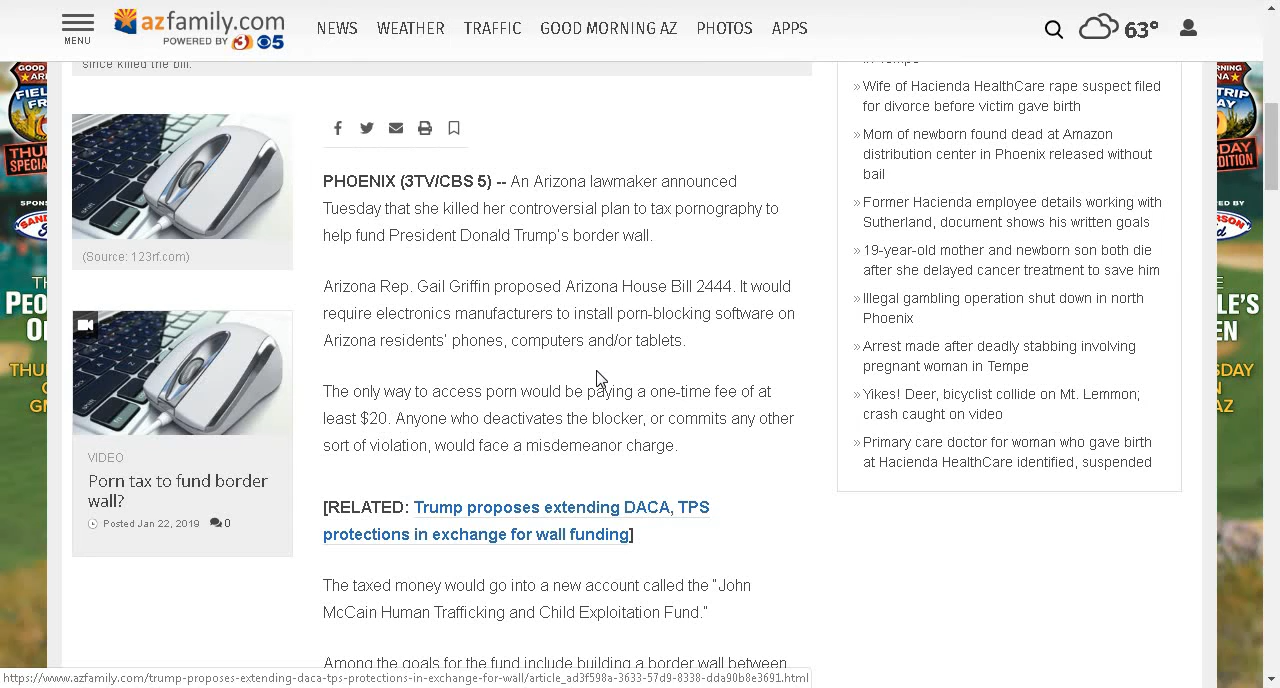 MENU
azfamily.com
POWERED BY 3 CBS 5
NEWS
WEATHER
TRAFFIC
GOOD MORNING AZ
PHOTOS
APPS
63°
since killed the bill.
(Source: 123rf.com)
VIDEO
Porn tax to fund border
wall?
Posted Jan 22, 2019 0
PHOENIX (3TV/CBS 5) -- An Arizona lawmaker announced
Tuesday that she killed her controversial plan to tax pornography to
help fund President Donald Trump's border wall.
Arizona Rep. Gail Griffin proposed Arizona House Bill 2444. It would
require electronics manufacturers to install porn-blocking software on
Arizona residents' phones, computers and/or tablets.
The only way to access porn would be paying a one-time fee of at
least $20. Anyone who deactivates the blocker, or commits any other
sort of violation, would face a misdemeanor charge.
[RELATED: Trump proposes extending DACA, TPS
protections in exchange for wall funding]
The taxed money would go into a new account called the "John
McCain Human Trafficking and Child Exploitation Fund."
Among the goals for the fund include building a border wall between
in Tempe
» Wife of Hacienda HealthCare rape suspect filed
for divorce before victim gave birth
» Mom of newborn found dead at Amazon
distribution center in Phoenix released without
bail
» Former Hacienda employee details working with
Sutherland, document shows his written goals
» 19-year-old mother and newborn son both die
after she delayed cancer treatment to save him
» Illegal gambling operation shut down in north
Phoenix
» Arrest made after deadly stabbing involving
pregnant woman in Tempe
» Yikes! Deer, bicyclist collide on Mt. Lemmon;
crash caught on video
» Primary care doctor for woman who gave birth
at Hacienda HealthCare identified, suspended
https://www.azfamily.com/trump-proposes-extending-daca-tps-protections-in-exchange-for-wall/article_ad3f598a-3633-57d9-8338-dda90b8e3691.html